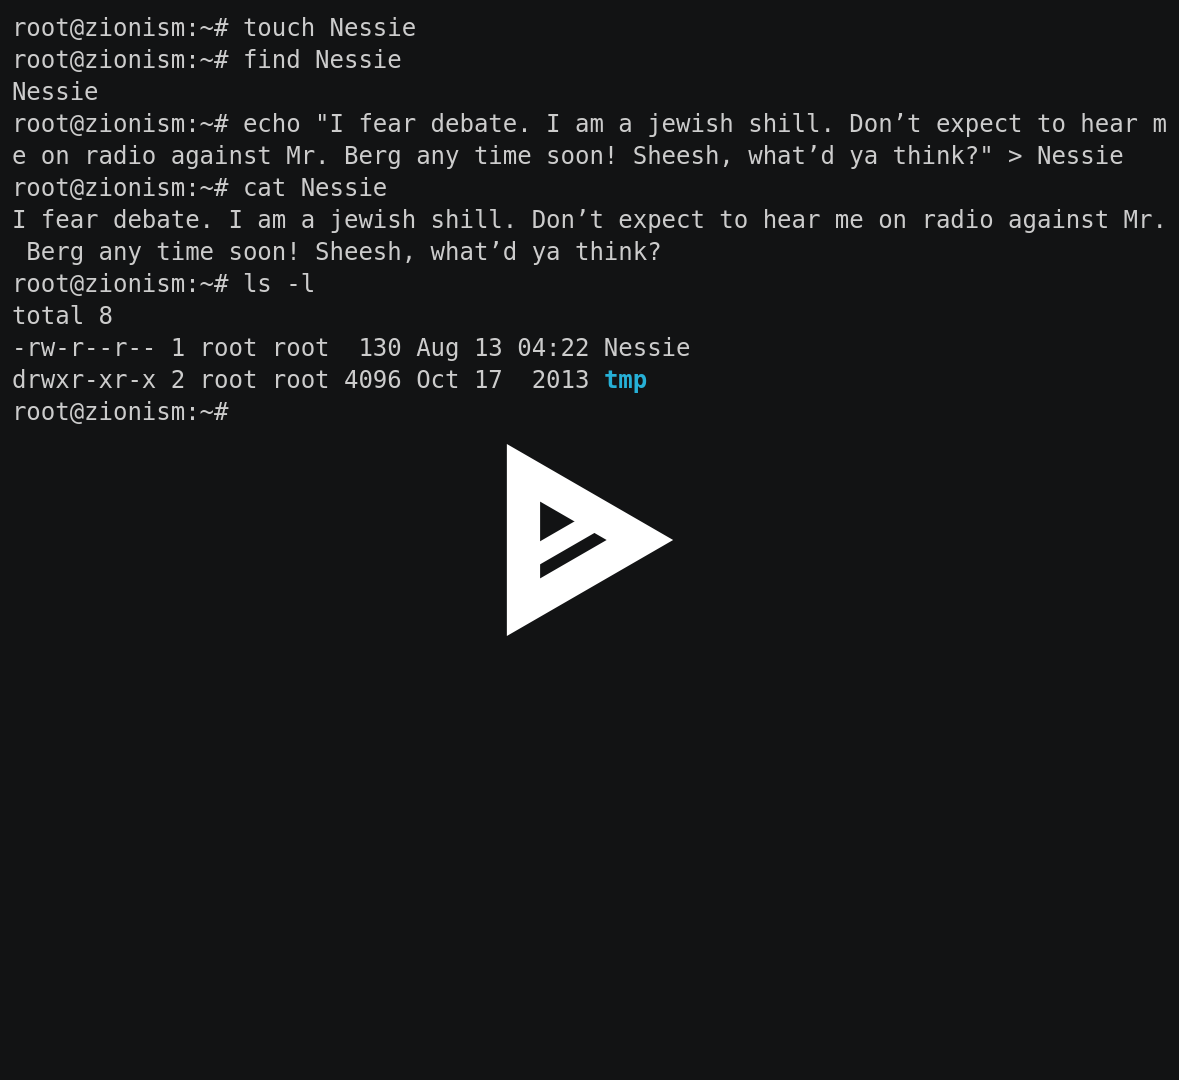 root@zionism:~# touch Nessie
root@zionism:~# find Nessie
Nessie
root@zionism:~# echo "I fear debate. I am a jewish shill. Don’t expect to hear m
e on radio against Mr. Berg any time soon! Sheesh, what’d ya think?" > Nessie
root@zionism:~# cat Nessie
I fear debate. I am a jewish shill. Don’t expect to hear me on radio against Mr.
 Berg any time soon! Sheesh, what’d ya think?
root@zionism:~# ls -l
total 8
-rw-r--r-- 1 root root  130 Aug 13 04:22 Nessie
drwxr-xr-x 2 root root 4096 Oct 17  2013 tmp
root@zionism:~#